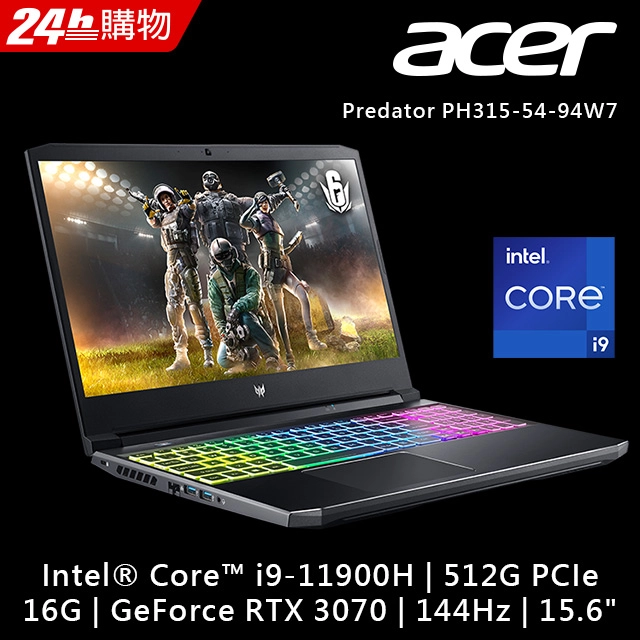 24h購物
acer
Predator PH315-54-94W7
intel.
CORE™
i9
Intel® Core™ i9-11900H | 512G PCIe
16G | GeForce RTX 3070 | 144Hz | 15.6"